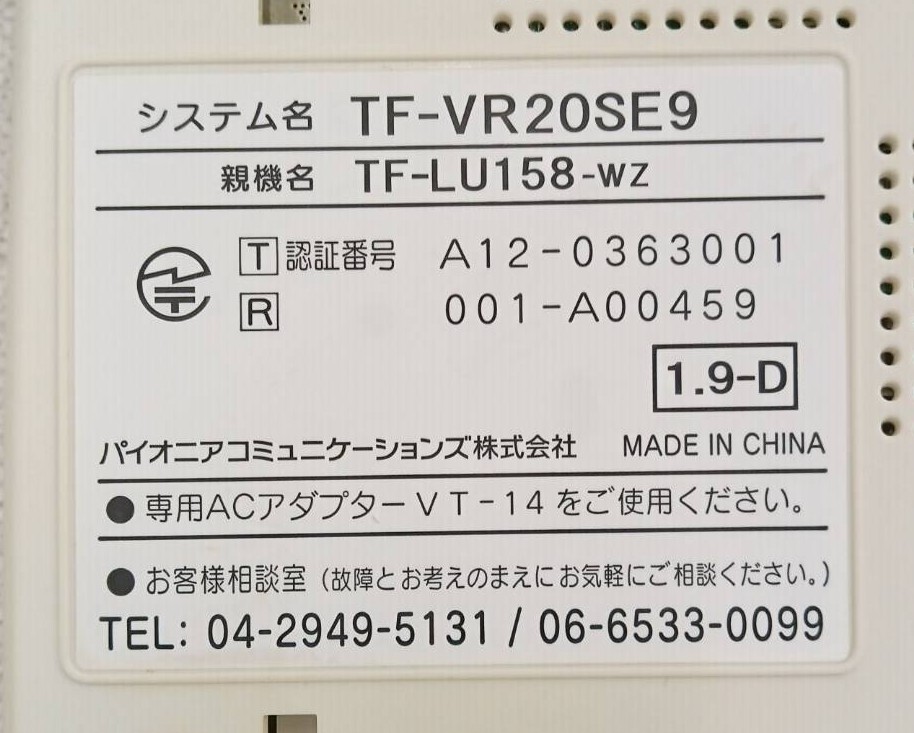 システム名 TF-VR20SE9
親機名 TF-LU158-WZ
T 認証番号 A12-0363001
R 001-A00459
1.9-D
パイオニアコミュニケーションズ株式会社 MADE IN CHINA
●専用ACアダプターVT-14をご使用ください。
●お客様相談室(故障とお考えのまえにお気軽にご相談ください。)
TEL: 04-2949-5131 / 06-6533-0099